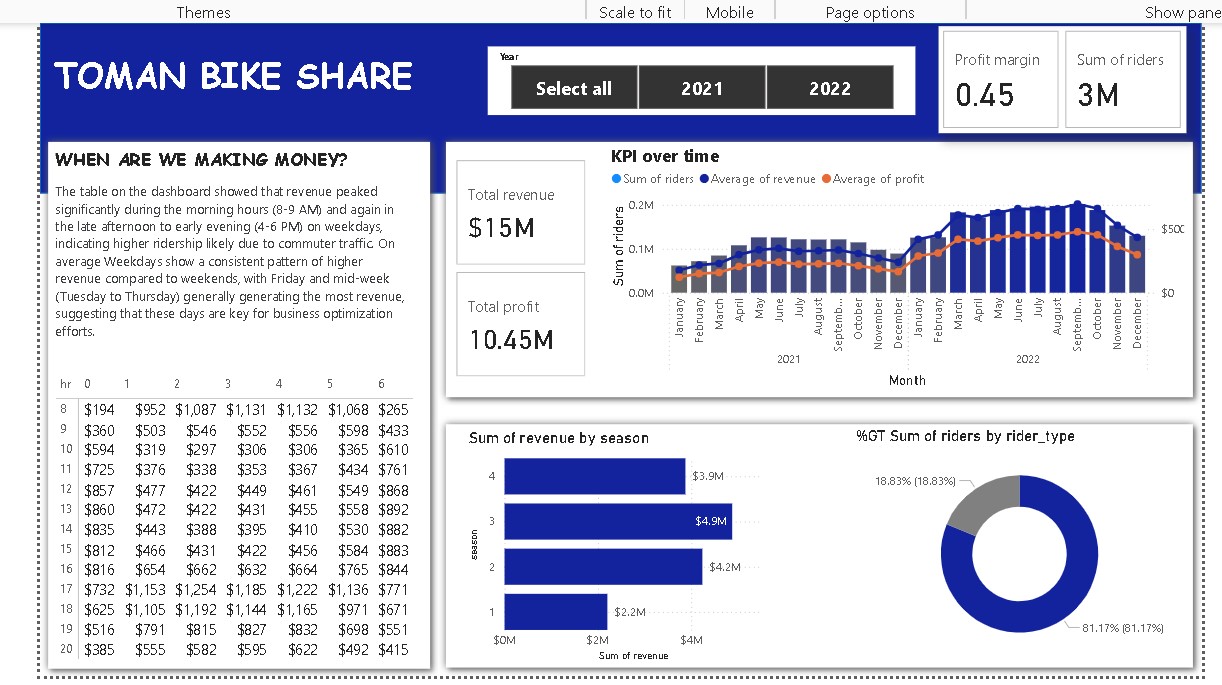 Themes
Scale to fit
Mobile
Page options
Show pane
TOMAN BIKE SHARE
Year
Select all
2021
2022
Profit margin
0.45
Sum of riders
3M
WHEN ARE WE MAKING MONEY?
The table on the dashboard showed that revenue peaked
significantly during the morning hours (8-9 AM) and again in
the late afternoon to early evening (4-6 PM) on weekdays,
indicating higher ridership likely due to commuter traffic. On
average Weekdays show a consistent pattern of higher
revenue compared to weekends, with Friday and mid-week
(Tuesday to Thursday) generally generating the most revenue,
suggesting that these days are key for business optimization
efforts.
hr 0 1 2 3 4 5 6
8 $194 $952 $1,087 $1,131 $1,132 $1,068 $265
9 $360 $503 $546 $552 $556 $598 $433
10 $594 $319 $297 $306 $306 $365 $610
11 $725 $376 $338 $353 $367 $434 $761
12 $857 $477 $422 $449 $461 $549 $868
13 $860 $472 $422 $431 $455 $558 $892
14 $835 $443 $388 $395 $410 $530 $882
15 $812 $466 $431 $422 $456 $584 $883
16 $816 $654 $662 $632 $664 $765 $844
17 $732 $1,153 $1,254 $1,185 $1,222 $1,136 $771
18 $625 $1,105 $1,192 $1,144 $1,165 $971 $671
19 $516 $791 $815 $827 $832 $698 $551
20 $385 $555 $582 $595 $622 $492 $415
Total revenue
$15M
Total profit
10.45M
KPI over time
Sum of riders Average of revenue Average of profit
Sum of riders
0.2M
0.1M
0.0M
$500
$0
January
February
March
April
May
June
July
August
Septemb...
October
November
December
January
February
March
April
May
June
July
August
Septemb...
October
November
December
2021
2022
Month
Sum of revenue by season
season
4 $3.9M
3 $4.9M
2 $4.2M
1 $2.2M
$0M $2M $4M
Sum of revenue
%GT Sum of riders by rider_type
18.83% (18.83%)
81.17% (81.17%)